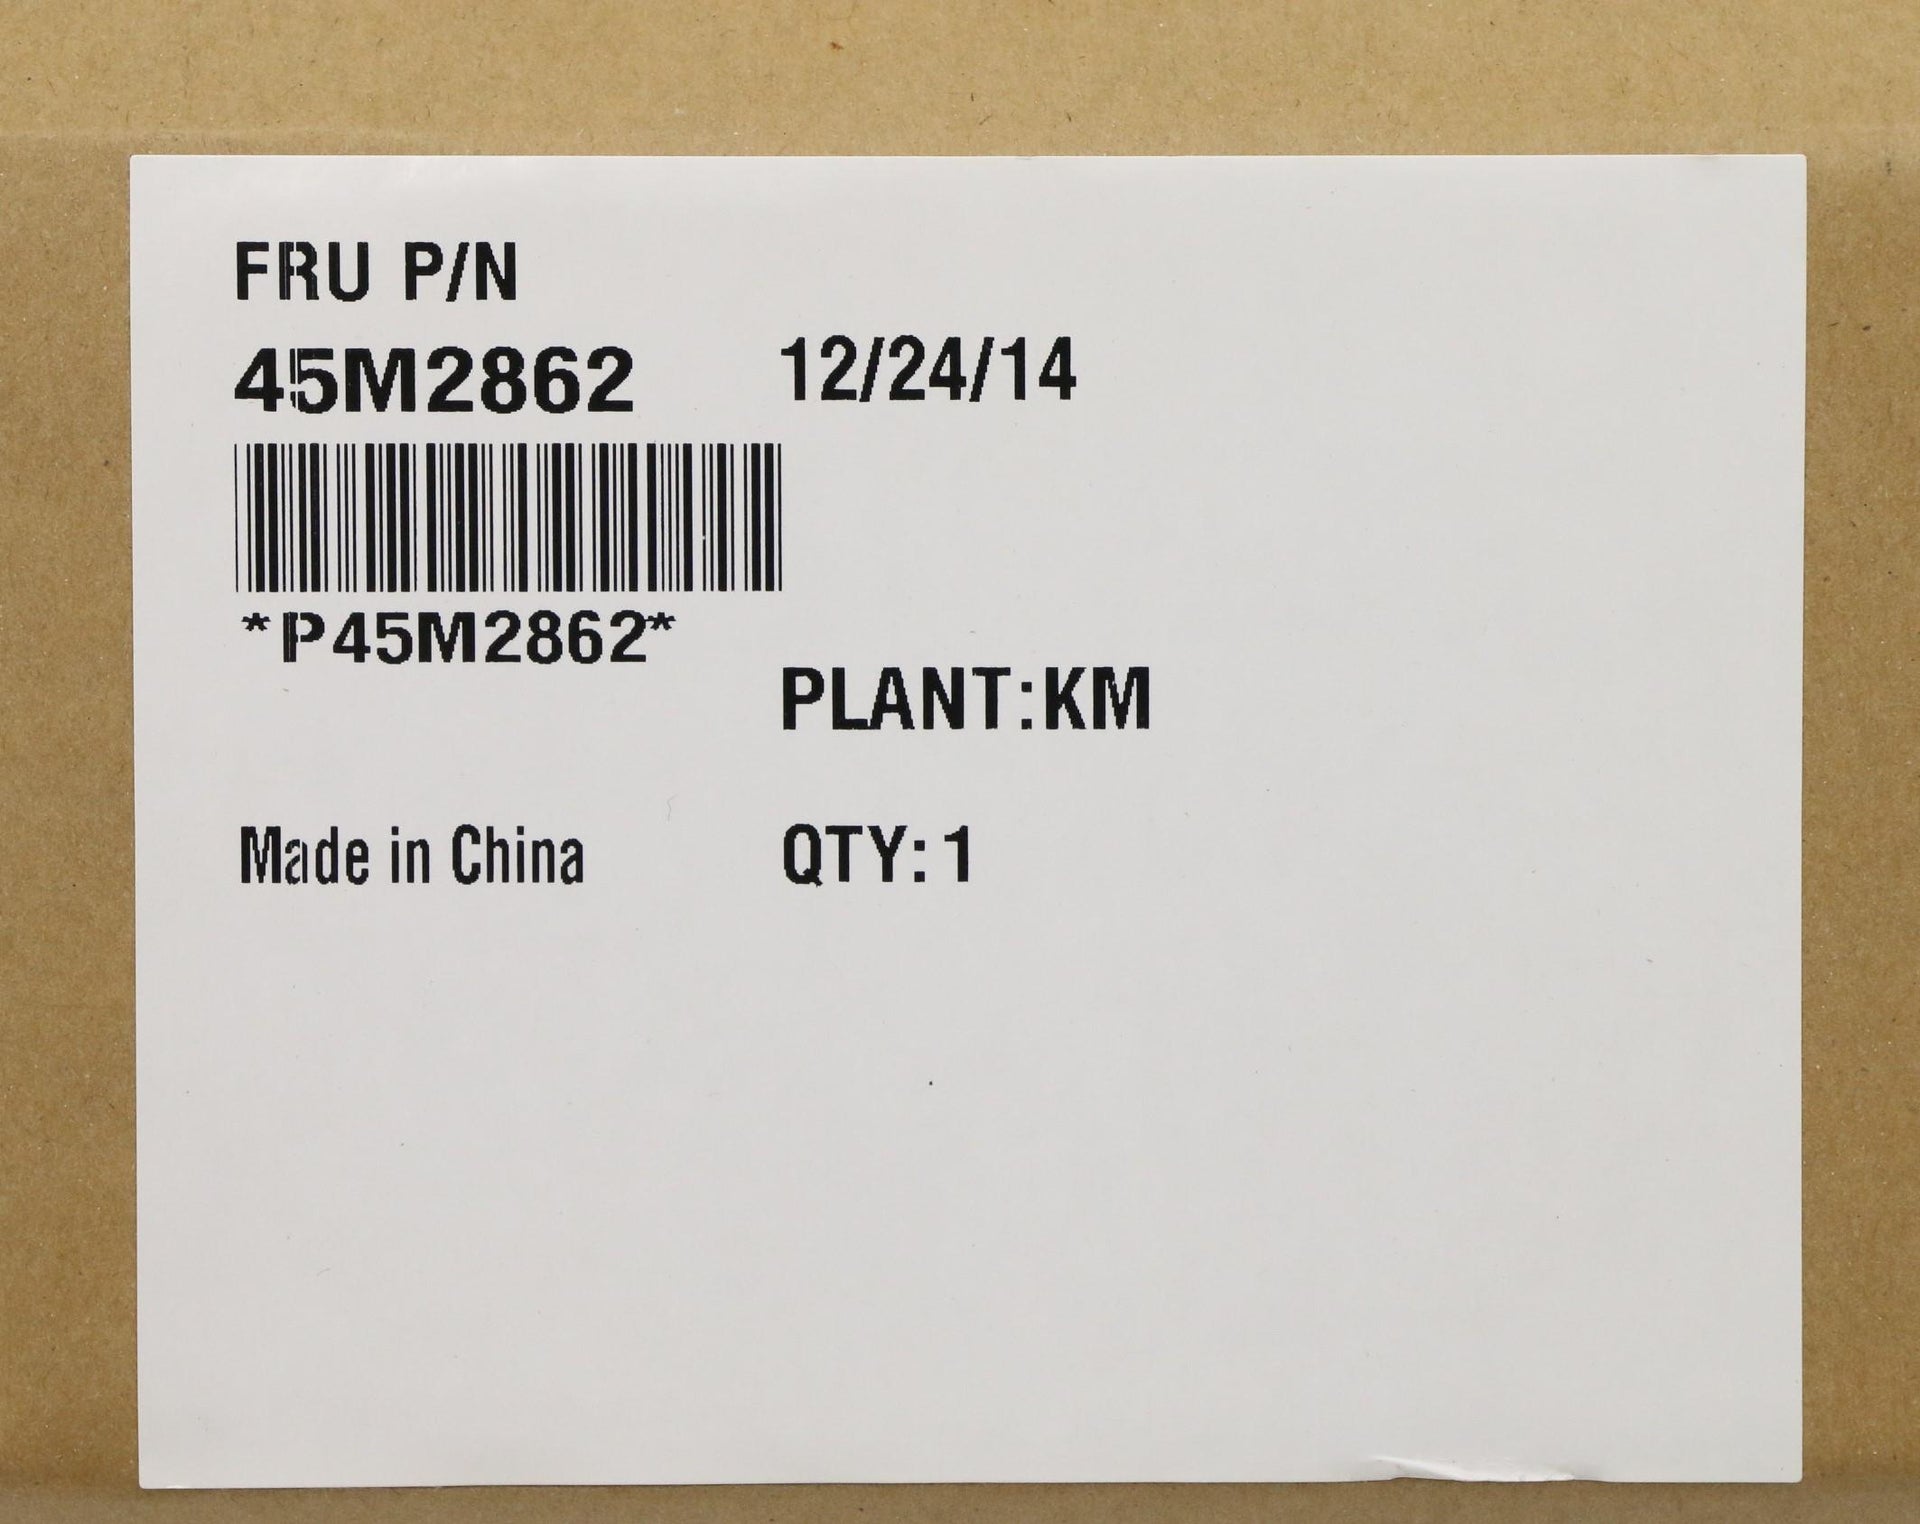 FRU P/N
45M2862
12/24/14
*P45M2862*
PLANT:KM
Made in China
QTY: 1